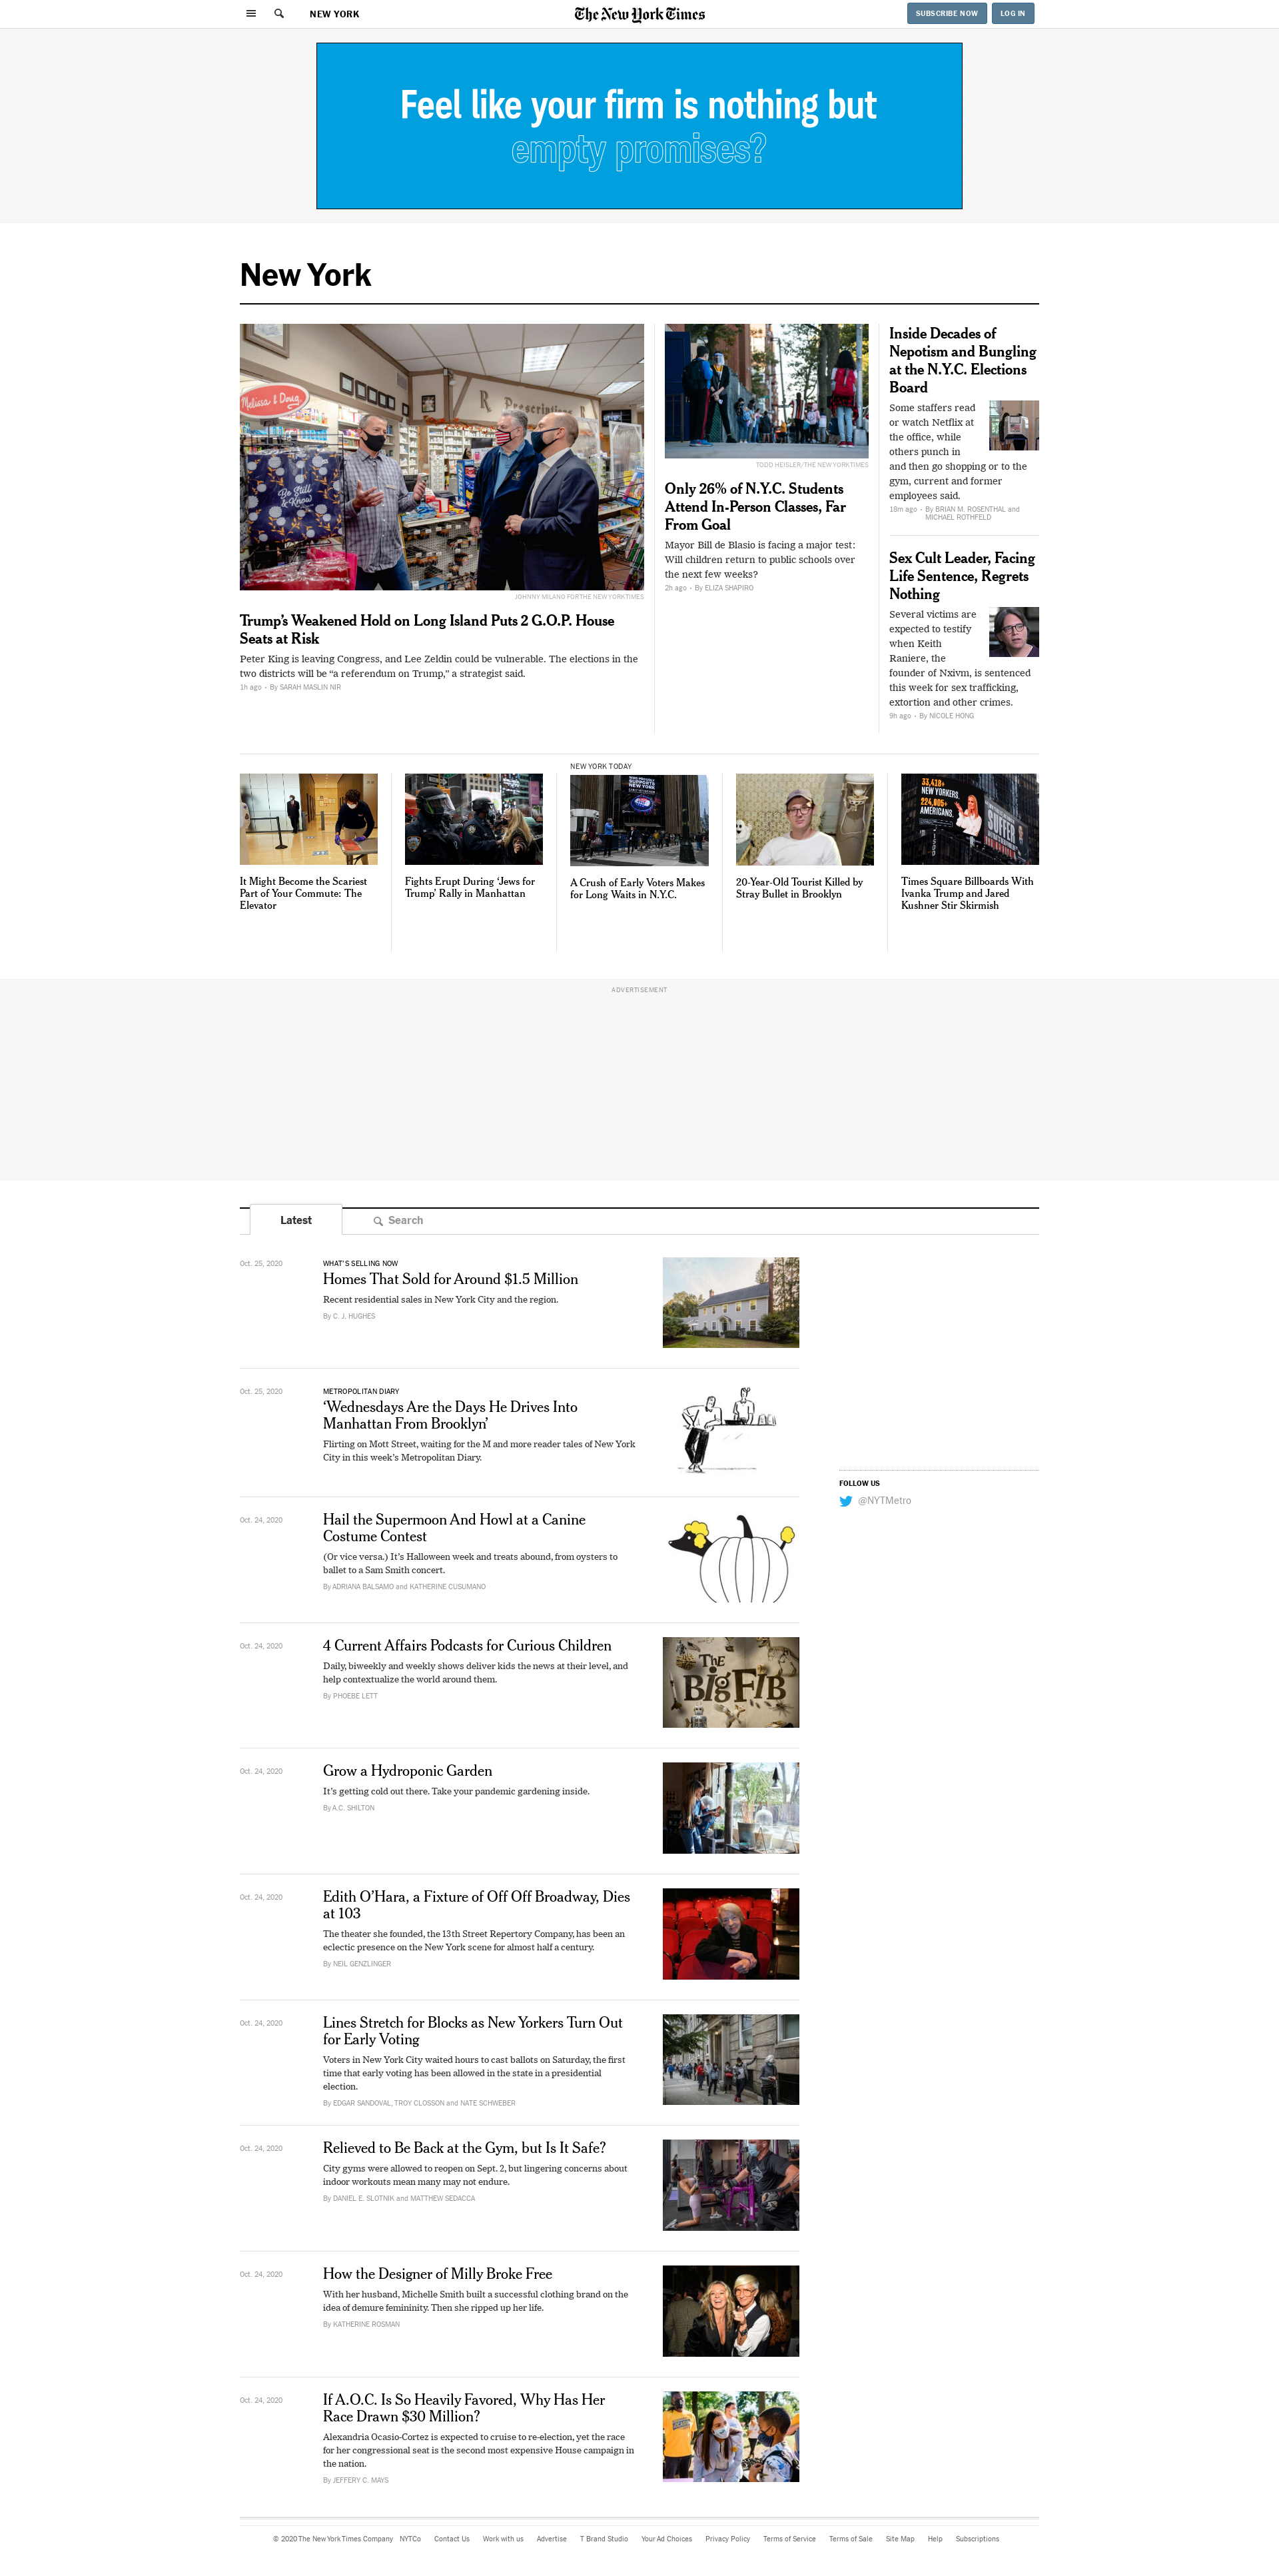 NEW YORK
The New York Times
SUBSCRIBE NOW
LOG IN
Feel like your firm is nothing but
empty promises?
New York
Melissa & Doug
Prescriptions
Be Still
& Know
JOHNNY MILANO FOR THE NEW YORK TIMES
Trump’s Weakened Hold on Long Island Puts 2 G.O.P. House
Seats at Risk
Peter King is leaving Congress, and Lee Zeldin could be vulnerable. The elections in the
two districts will be “a referendum on Trump,” a strategist said.
1h ago • By SARAH MASLIN NIR
TODD HEISLER/THE NEW YORK TIMES
Only 26% of N.Y.C. Students
Attend In-Person Classes, Far
From Goal
Mayor Bill de Blasio is facing a major test:
Will children return to public schools over
the next few weeks?
2h ago • By ELIZA SHAPIRO
Inside Decades of
Nepotism and Bungling
at the N.Y.C. Elections
Board
Some staffers read
or watch Netflix at
the office, while
others punch in
and then go shopping or to the
gym, current and former
employees said.
18m ago • By BRIAN M. ROSENTHAL and
MICHAEL ROTHFELD
Sex Cult Leader, Facing
Life Sentence, Regrets
Nothing
Several victims are
expected to testify
when Keith
Raniere, the
founder of Nxivm, is sentenced
this week for sex trafficking,
extortion and other crimes.
9h ago • By NICOLE HONG
It Might Become the Scariest
Part of Your Commute: The
Elevator
Fights Erupt During ‘Jews for
Trump’ Rally in Manhattan
NEW YORK TODAY
SUPPORTS
NEW YORK
A Crush of Early Voters Makes
for Long Waits in N.Y.C.
20-Year-Old Tourist Killed by
Stray Bullet in Brooklyn
NEW YORKERS.
AMERICANS.
Times Square Billboards With
Ivanka Trump and Jared
Kushner Stir Skirmish
ADVERTISEMENT
Latest
Search
Oct. 25, 2020
WHAT’S SELLING NOW
Homes That Sold for Around $1.5 Million
Recent residential sales in New York City and the region.
By C. J. HUGHES
Oct. 25, 2020
METROPOLITAN DIARY
‘Wednesdays Are the Days He Drives Into
Manhattan From Brooklyn’
Flirting on Mott Street, waiting for the M and more reader tales of New York
City in this week’s Metropolitan Diary.
FOLLOW US
@NYTMetro
Oct. 24, 2020
Hail the Supermoon And Howl at a Canine
Costume Contest
(Or vice versa.) It’s Halloween week and treats abound, from oysters to
ballet to a Sam Smith concert.
By ADRIANA BALSAMO and KATHERINE CUSUMANO
Oct. 24, 2020
4 Current Affairs Podcasts for Curious Children
Daily, biweekly and weekly shows deliver kids the news at their level, and
help contextualize the world around them.
By PHOEBE LETT
THE
BIG FIB
Oct. 24, 2020
Grow a Hydroponic Garden
It’s getting cold out there. Take your pandemic gardening inside.
By A.C. SHILTON
Oct. 24, 2020
Edith O’Hara, a Fixture of Off Off Broadway, Dies
at 103
The theater she founded, the 13th Street Repertory Company, has been an
eclectic presence on the New York scene for almost half a century.
By NEIL GENZLINGER
Oct. 24, 2020
Lines Stretch for Blocks as New Yorkers Turn Out
for Early Voting
Voters in New York City waited hours to cast ballots on Saturday, the first
time that early voting has been allowed in the state in a presidential
election.
By EDGAR SANDOVAL, TROY CLOSSON and NATE SCHWEBER
Oct. 24, 2020
Relieved to Be Back at the Gym, but Is It Safe?
City gyms were allowed to reopen on Sept. 2, but lingering concerns about
indoor workouts mean many may not endure.
By DANIEL E. SLOTNIK and MATTHEW SEDACCA
Oct. 24, 2020
How the Designer of Milly Broke Free
With her husband, Michelle Smith built a successful clothing brand on the
idea of demure femininity. Then she ripped up her life.
By KATHERINE ROSMAN
Oct. 24, 2020
If A.O.C. Is So Heavily Favored, Why Has Her
Race Drawn $30 Million?
Alexandria Ocasio-Cortez is expected to cruise to re-election, yet the race
for her congressional seat is the second most expensive House campaign in
the nation.
By JEFFERY C. MAYS
© 2020 The New York Times Company NYTCo Contact Us Work with us Advertise T Brand Studio Your Ad Choices Privacy Policy Terms of Service Terms of Sale Site Map Help Subscriptions